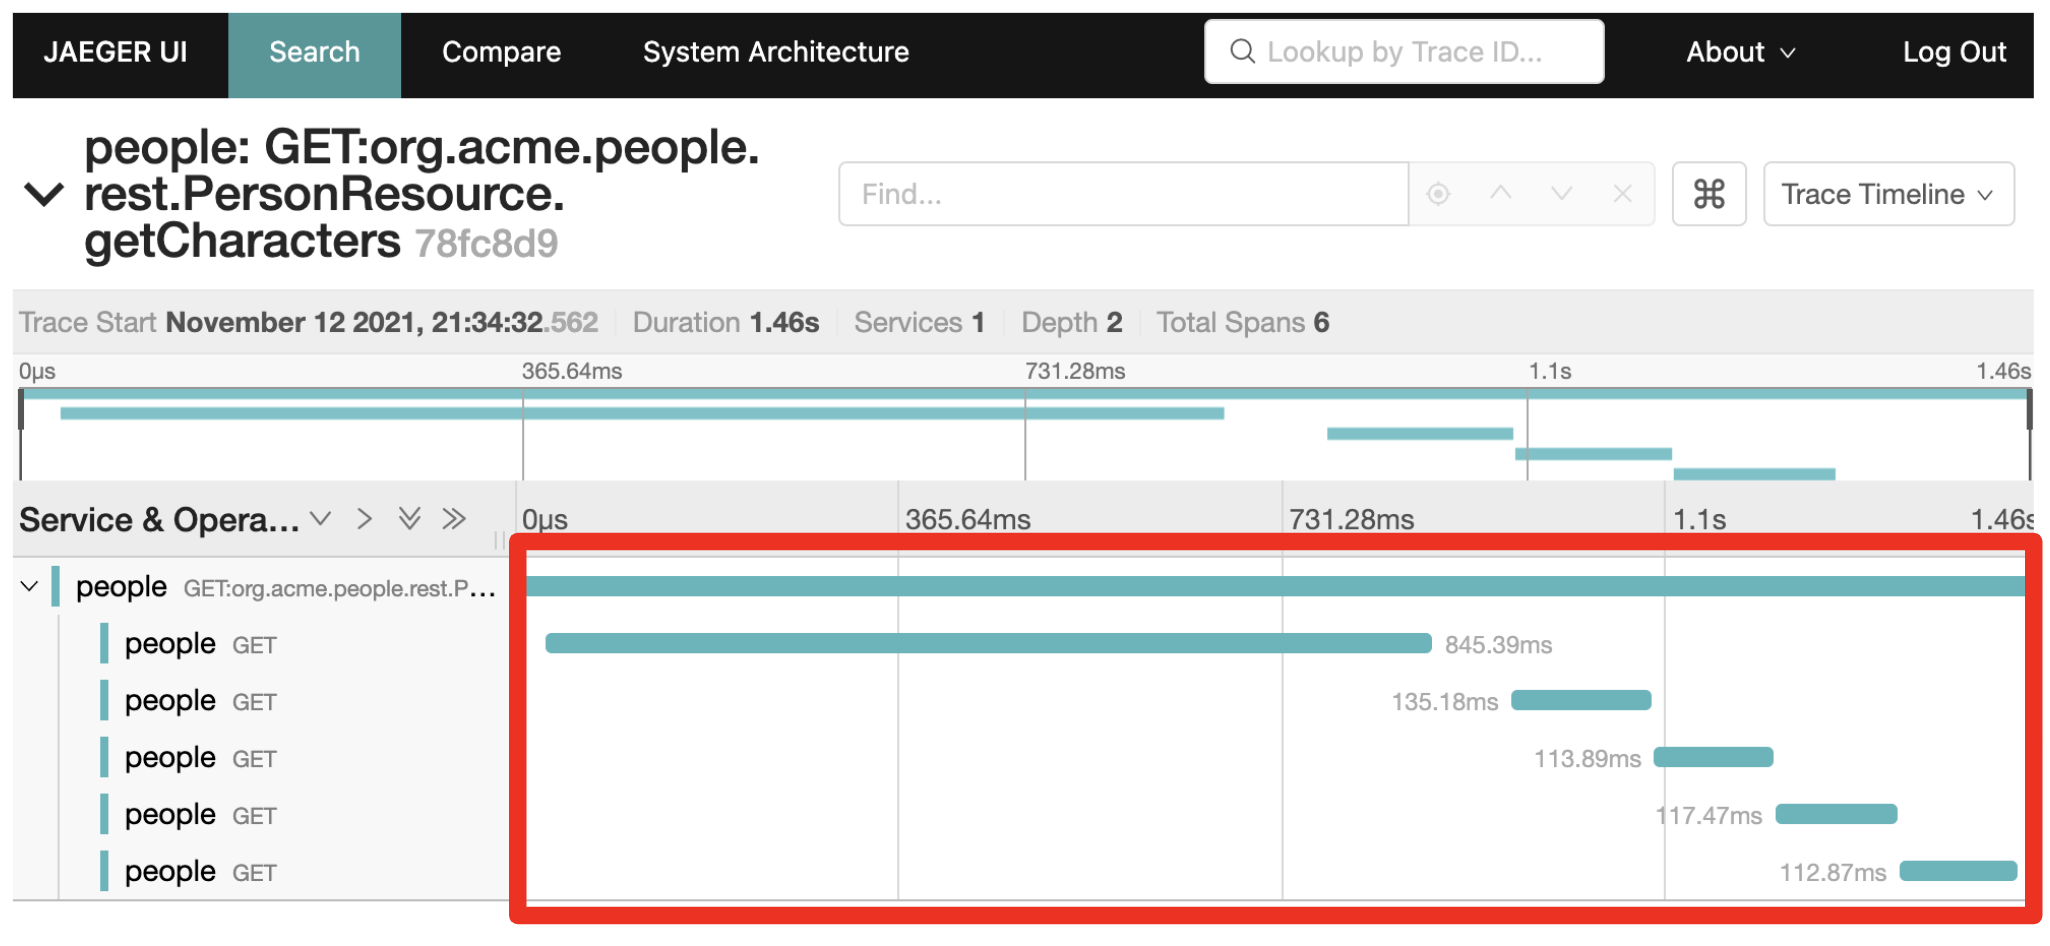 JAEGER UI Search Compare System Architecture Lookup by Trace ID... About Log Out
people: GET:org.acme.people.
rest.PersonResource.
getCharacters 78fc8d9
Find... ⌘ Trace Timeline
Trace Start November 12 2021, 21:34:32.562 Duration 1.46s Services 1 Depth 2 Total Spans 6
0μs 365.64ms 731.28ms 1.1s 1.46s
Service & Opera... 0μs 365.64ms 731.28ms 1.1s 1.46s
people GET:org.acme.people.rest.P...
people GET 845.39ms
people GET 135.18ms
people GET 113.89ms
people GET 117.47ms
people GET 112.87ms